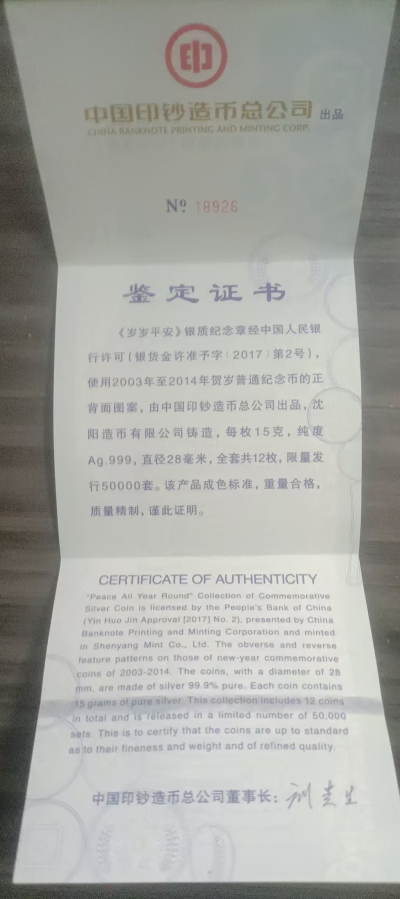 中国印钞造币总公司 出品
CHINA BANKNOTE PRINTING AND MINTING CORP.
Nº 18926
鉴定证书
《岁岁平安》银质纪念章经中国人民银
行许可(银货金许准予字[2017]第2号),
使用2003年至2014年贺岁普通纪念币的正
背面图案,由中国印钞造币总公司出品,沈
阳造币有限公司铸造,每枚15克,纯度
Ag.999,直径28毫米,全套共12枚,限量发
行50000套。该产品成色标准,重量合格,
质量精制,谨此证明。
CERTIFICATE OF AUTHENTICITY
"Peace All Year Round" Collection of Commemorative
Silver Coin is licensed by the People's Bank of China
(Yin Huo Jin Approval [2017] No. 2), presented by China
Banknote Printing and Minting Corporation and minted
in Shenyang Mint Co., Ltd. The obverse and reverse
feature patterns on those of new-year commemorative
coins of 2003-2014. The coins, with a diameter of 28
mm, are made of silver 99.9% pure. Each coin contains
15 grams of pure silver. This collection includes 12 coins
in total and is released in a limited number of 50,000
sets. This is to certify that the coins are up to standard
as to their fineness and weight and of refined quality.
中国印钞造币总公司董事长: